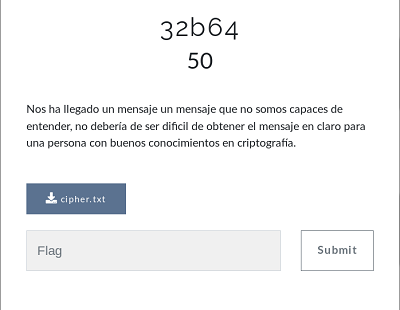 32b64
50
Nos ha llegado un mensaje un mensaje que no somos capaces de
entender, no debería de ser dificil de obtener el mensaje en claro para
una persona con buenos conocimientos en criptografía.
cipher.txt
Flag
Submit